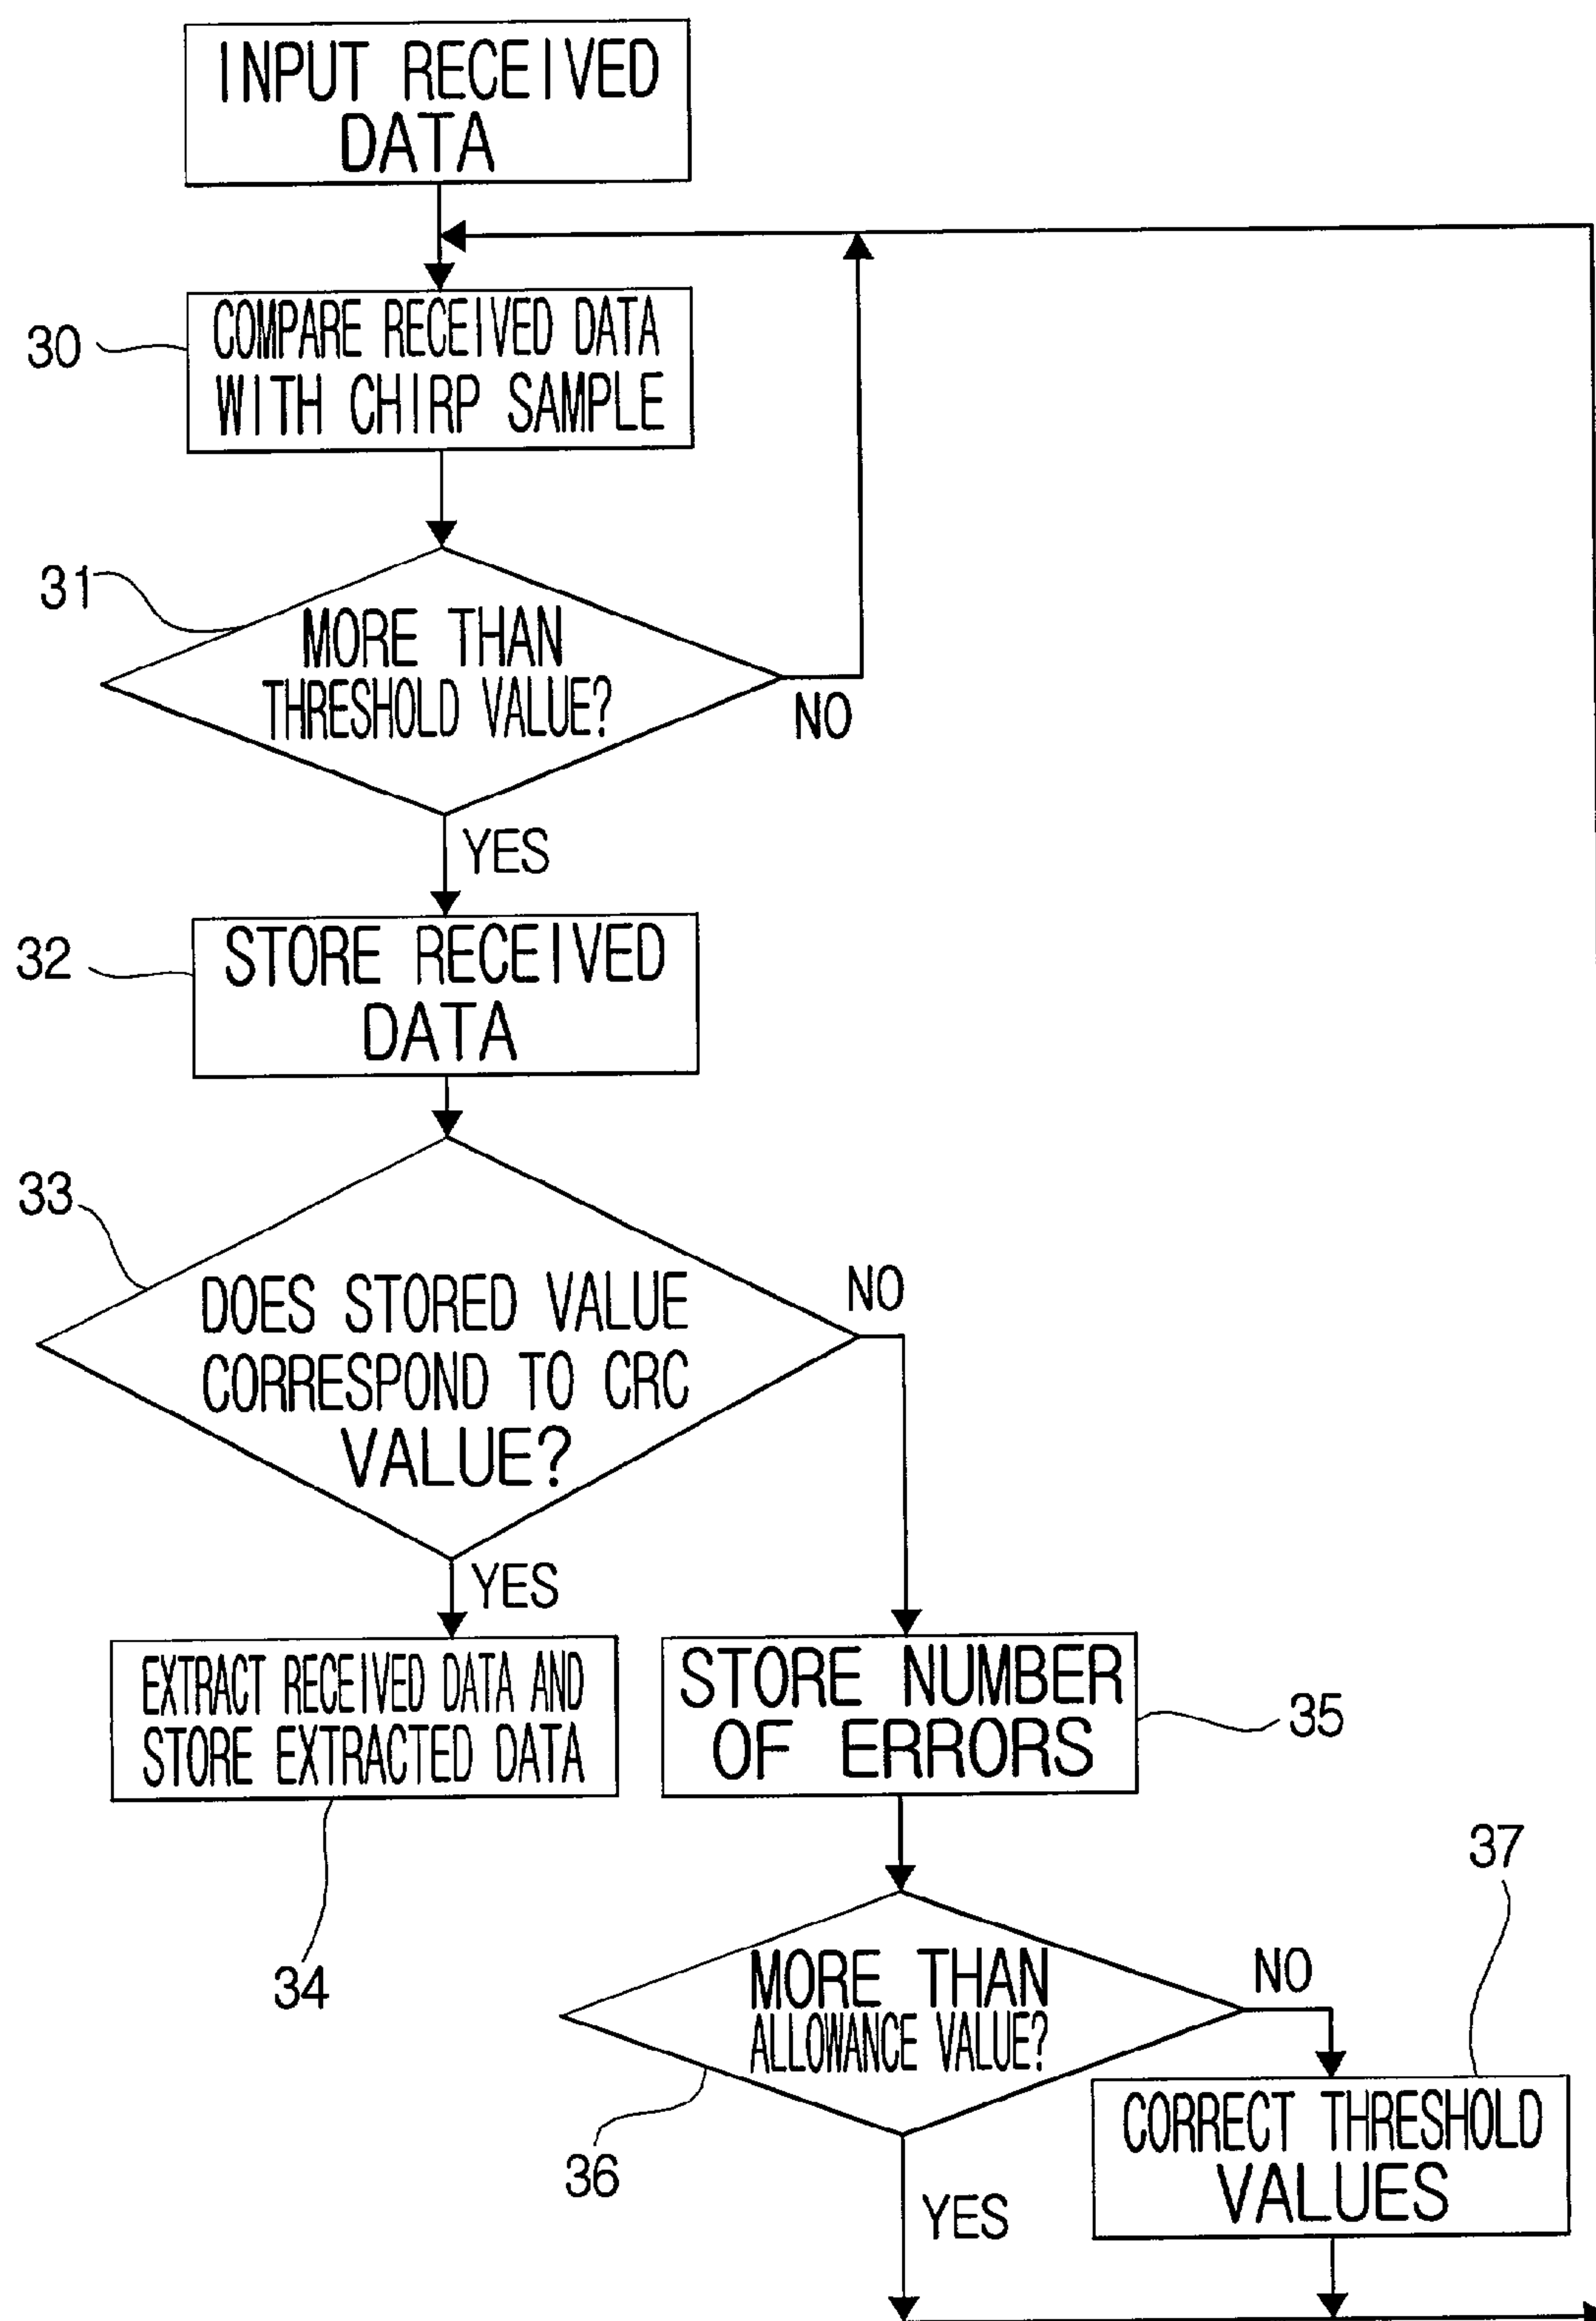 INPUT RECEIVED
DATA
30
COMPARE RECEIVED DATA
WITH CHIRP SAMPLE
31
MORE THAN
THRESHOLD VALUE?
NO
YES
32
STORE RECEIVED
DATA
33
DOES STORED VALUE
CORRESPOND TO CRC
VALUE?
NO
YES
EXTRACT RECEIVED DATA AND
STORE EXTRACTED DATA
34
STORE NUMBER
OF ERRORS
35
MORE THAN
ALLOWANCE VALUE?
36
NO
YES
37
CORRECT THRESHOLD
VALUES